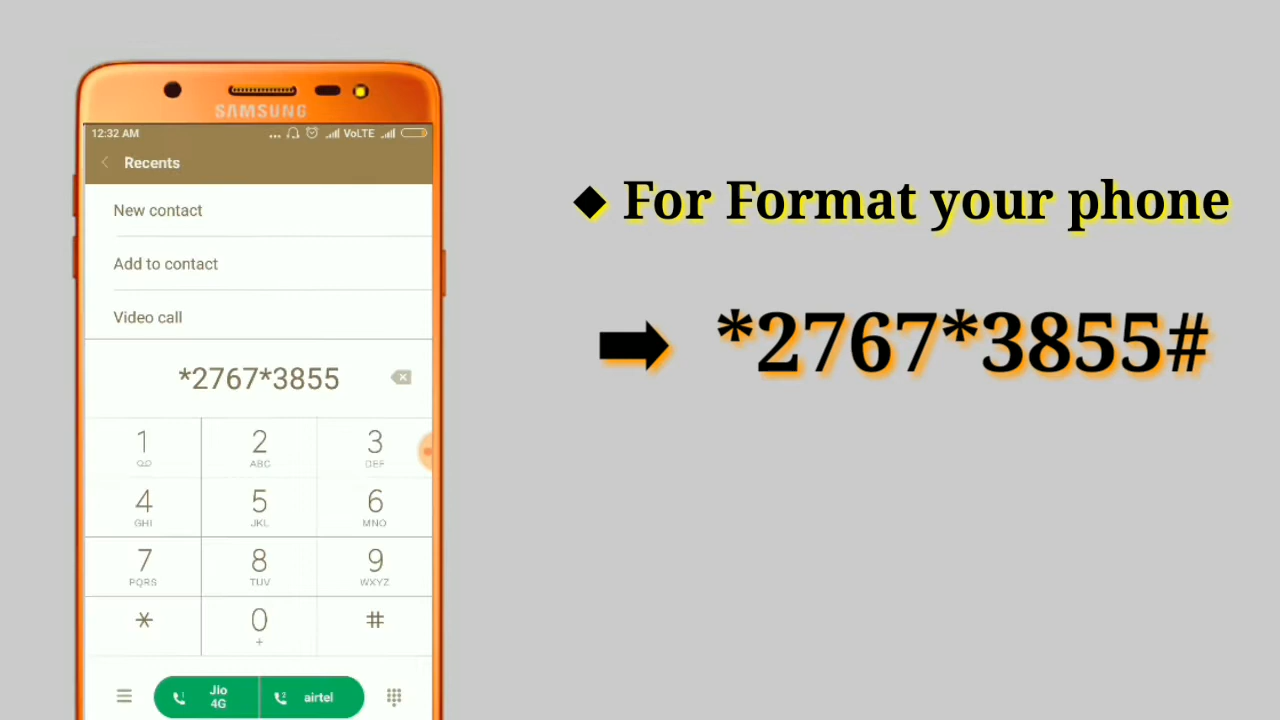 SAMSUNG
12:32 AM
... VoLTE
Recents
New contact
Add to contact
Video call
*2767*3855
1
2 ABC
3 DEF
4 GHI
5 JKL
6 MNO
7 PQRS
8 TUV
9 WXYZ
*
0 +
#
1 Jio 4G
2 airtel
◆ For Format your phone
➡ *2767*3855#